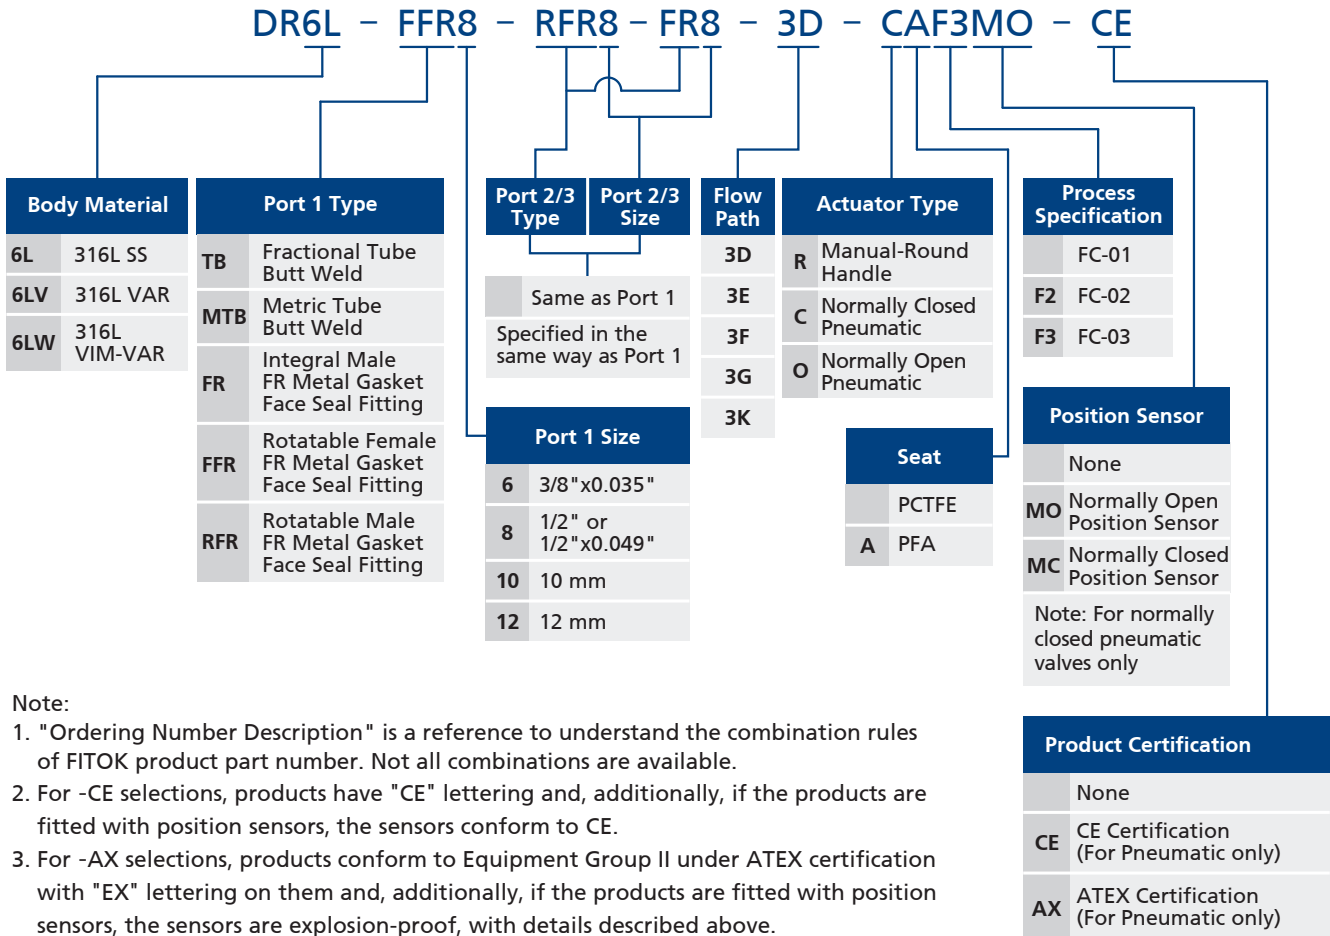 DR6L – FFR8 – RFR8 – FR8 – 3D – CAF3MO – CE
Body Material
6L 316L SS
6LV 316L VAR
6LW 316L
VIM-VAR
Port 1 Type
TB Fractional Tube
Butt Weld
MTB Metric Tube
Butt Weld
FR Integral Male
FR Metal Gasket
Face Seal Fitting
FFR Rotatable Female
FR Metal Gasket
Face Seal Fitting
RFR Rotatable Male
FR Metal Gasket
Face Seal Fitting
Port 2/3
Type
Port 2/3
Size
Same as Port 1
Specified in the
same way as Port 1
Port 1 Size
6 3/8"x0.035"
8 1/2" or
1/2"x0.049"
10 10 mm
12 12 mm
Flow
Path
3D
3E
3F
3G
3K
Actuator Type
R Manual-Round
Handle
C Normally Closed
Pneumatic
O Normally Open
Pneumatic
Seat
PCTFE
A PFA
Process
Specification
FC-01
F2 FC-02
F3 FC-03
Position Sensor
None
MO Normally Open
Position Sensor
MC Normally Closed
Position Sensor
Note: For normally
closed pneumatic
valves only
Product Certification
None
CE CE Certification
(For Pneumatic only)
AX ATEX Certification
(For Pneumatic only)
Note:
1. "Ordering Number Description" is a reference to understand the combination rules
of FITOK product part number. Not all combinations are available.
2. For -CE selections, products have "CE" lettering and, additionally, if the products are
fitted with position sensors, the sensors conform to CE.
3. For -AX selections, products conform to Equipment Group II under ATEX certification
with "EX" lettering on them and, additionally, if the products are fitted with position
sensors, the sensors are explosion-proof, with details described above.